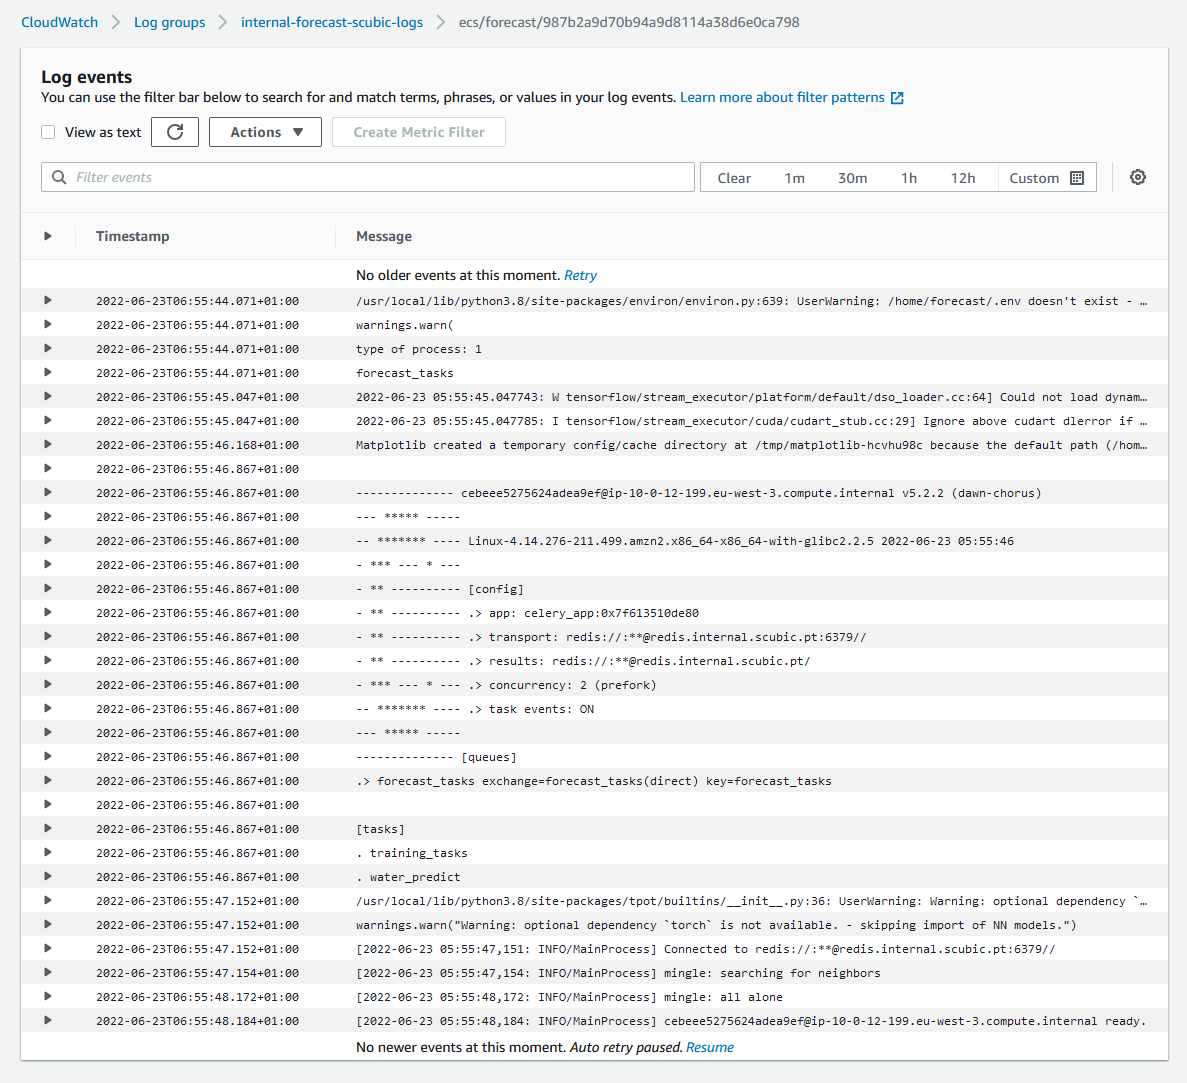 CloudWatch > Log groups > internal-forecast-scubic-logs > ecs/forecast/987b2a9d70b94a9d8114a38d6e0ca798
Log events
You can use the filter bar below to search for and match terms, phrases, or values in your log events. Learn more about filter patterns
View as text Actions ▼ Create Metric Filter
Filter events Clear 1m 30m 1h 12h Custom
Timestamp Message
No older events at this moment. Retry
2022-06-23T06:55:44.071+01:00 /usr/local/lib/python3.8/site-packages/environ/environ.py:639: UserWarning: /home/forecast/.env doesn't exist - …
2022-06-23T06:55:44.071+01:00 warnings.warn(
2022-06-23T06:55:44.071+01:00 type of process: 1
2022-06-23T06:55:44.071+01:00 forecast_tasks
2022-06-23T06:55:45.047+01:00 2022-06-23 05:55:45.047743: W tensorflow/stream_executor/platform/default/dso_loader.cc:64] Could not load dynam…
2022-06-23T06:55:45.047+01:00 2022-06-23 05:55:45.047785: I tensorflow/stream_executor/cuda/cudart_stub.cc:29] Ignore above cudart dlerror if …
2022-06-23T06:55:46.168+01:00 Matplotlib created a temporary config/cache directory at /tmp/matplotlib-hcvhu98c because the default path (/hom…
2022-06-23T06:55:46.867+01:00
2022-06-23T06:55:46.867+01:00 -------------- cebeee5275624adea9ef@ip-10-0-12-199.eu-west-3.compute.internal v5.2.2 (dawn-chorus)
2022-06-23T06:55:46.867+01:00 --- ***** -----
2022-06-23T06:55:46.867+01:00 -- ******* ---- Linux-4.14.276-211.499.amzn2.x86_64-x86_64-with-glibc2.2.5 2022-06-23 05:55:46
2022-06-23T06:55:46.867+01:00 - *** --- * ---
2022-06-23T06:55:46.867+01:00 - ** ---------- [config]
2022-06-23T06:55:46.867+01:00 - ** ---------- .> app: celery_app:0x7f613510de80
2022-06-23T06:55:46.867+01:00 - ** ---------- .> transport: redis://:**@redis.internal.scubic.pt:6379//
2022-06-23T06:55:46.867+01:00 - ** ---------- .> results: redis://:**@redis.internal.scubic.pt/
2022-06-23T06:55:46.867+01:00 - *** --- * --- .> concurrency: 2 (prefork)
2022-06-23T06:55:46.867+01:00 -- ******* ---- .> task events: ON
2022-06-23T06:55:46.867+01:00 --- ***** -----
2022-06-23T06:55:46.867+01:00 -------------- [queues]
2022-06-23T06:55:46.867+01:00 .> forecast_tasks exchange=forecast_tasks(direct) key=forecast_tasks
2022-06-23T06:55:46.867+01:00
2022-06-23T06:55:46.867+01:00 [tasks]
2022-06-23T06:55:46.867+01:00 . training_tasks
2022-06-23T06:55:46.867+01:00 . water_predict
2022-06-23T06:55:47.152+01:00 /usr/local/lib/python3.8/site-packages/tpot/builtins/__init__.py:36: UserWarning: Warning: optional dependency `…
2022-06-23T06:55:47.152+01:00 warnings.warn("Warning: optional dependency `torch` is not available. - skipping import of NN models.")
2022-06-23T06:55:47.152+01:00 [2022-06-23 05:55:47,151: INFO/MainProcess] Connected to redis://:**@redis.internal.scubic.pt:6379//
2022-06-23T06:55:47.154+01:00 [2022-06-23 05:55:47,154: INFO/MainProcess] mingle: searching for neighbors
2022-06-23T06:55:48.172+01:00 [2022-06-23 05:55:48,172: INFO/MainProcess] mingle: all alone
2022-06-23T06:55:48.184+01:00 [2022-06-23 05:55:48,184: INFO/MainProcess] cebeee5275624adea9ef@ip-10-0-12-199.eu-west-3.compute.internal ready.
No newer events at this moment. Auto retry paused. Resume